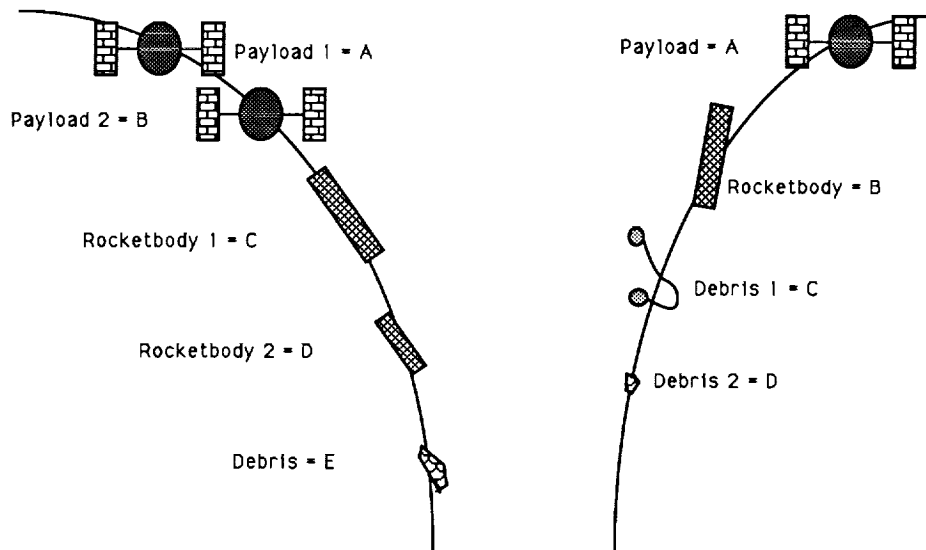 Payload 1 = A
Payload 2 = B
Rocketbody 1 = C
Rocketbody 2 = D
Debris = E
Payload = A
Rocketbody = B
Debris 1 = C
Debris 2 = D